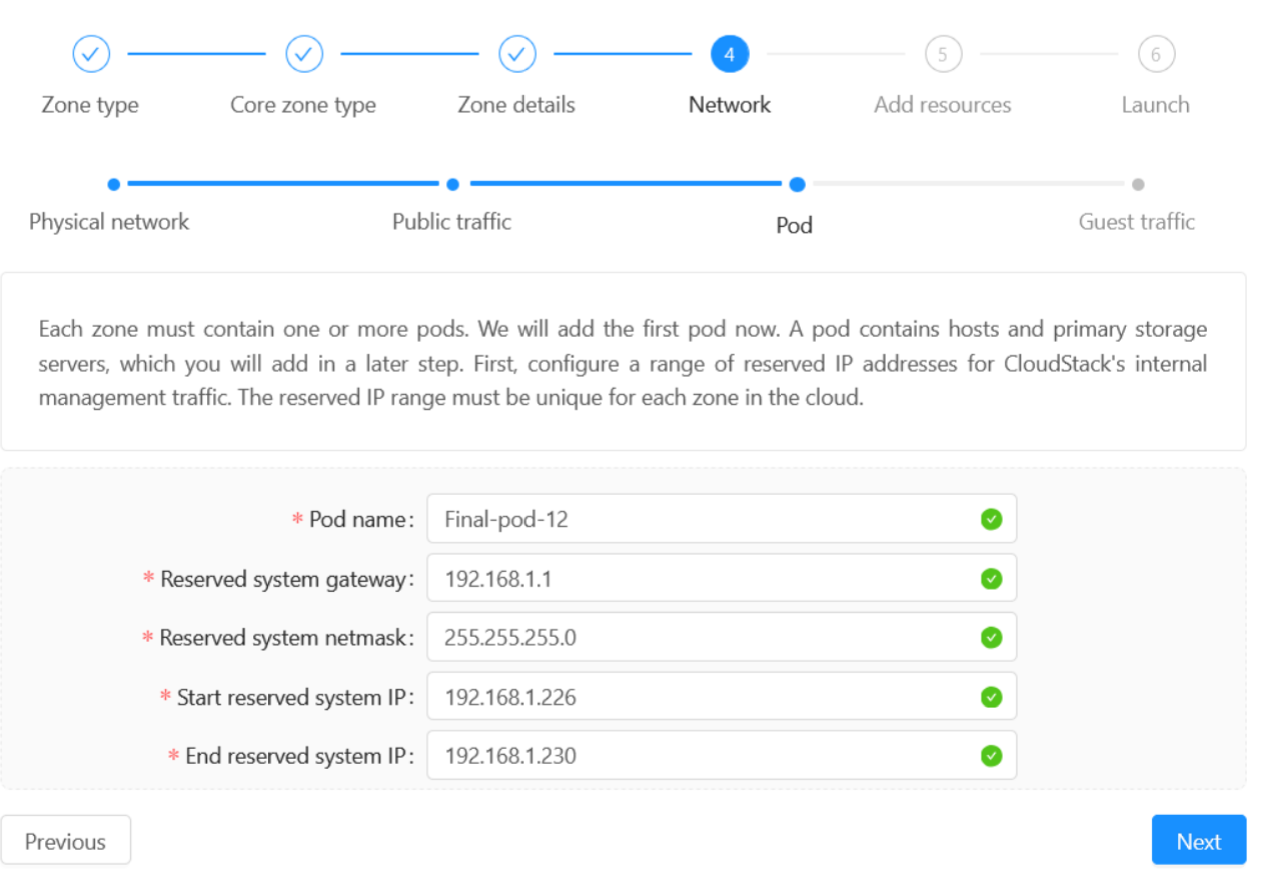 4 5 6
Zone type Core zone type Zone details Network Add resources Launch
Physical network Public traffic Pod Guest traffic
Each zone must contain one or more pods. We will add the first pod now. A pod contains hosts and primary storage
servers, which you will add in a later step. First, configure a range of reserved IP addresses for CloudStack's internal
management traffic. The reserved IP range must be unique for each zone in the cloud.
* Pod name: Final-pod-12
* Reserved system gateway: 192.168.1.1
* Reserved system netmask: 255.255.255.0
* Start reserved system IP: 192.168.1.226
* End reserved system IP: 192.168.1.230
Previous Next